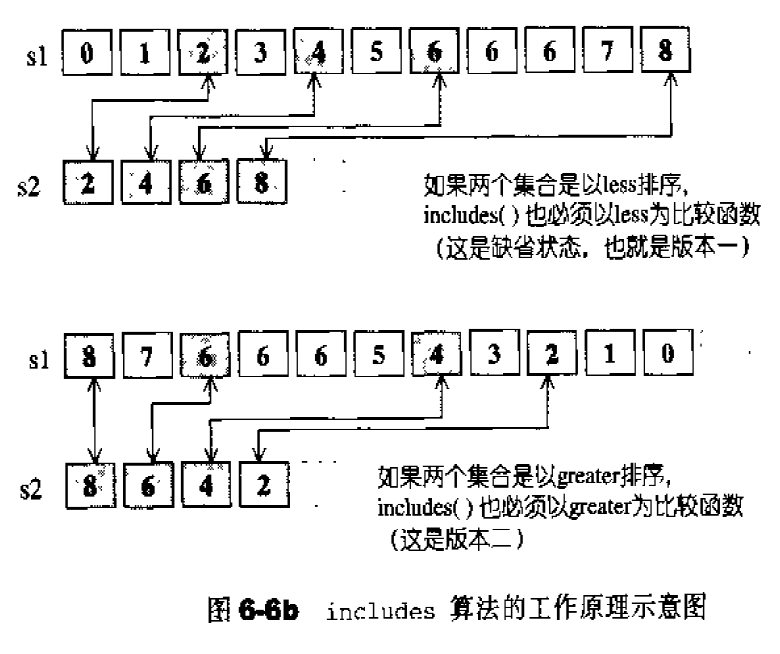 s1 0 1 2 3 4 5 6 6 6 7 8
s2 2 4 6 8
如果两个集合是以less排序，
includes( ) 也必须以less为比较函数
（这是缺省状态，也就是版本一）
s1 8 7 6 6 6 5 4 3 2 1 0
s2 8 6 4 2
如果两个集合是以greater排序，
includes( ) 也必须以greater为比较函数
（这是版本二）
图 6-6b includes 算法的工作原理示意图